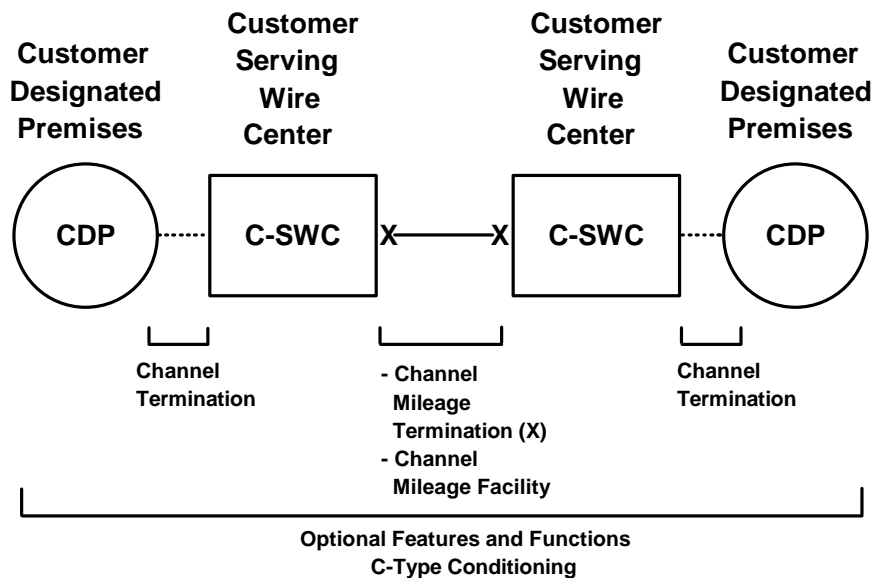 Customer
Designated
Premises
Customer
Serving
Wire
Center
Customer
Serving
Wire
Center
Customer
Designated
Premises
CDP
C-SWC
X
X
C-SWC
CDP
Channel
Termination
- Channel
Mileage
Termination (X)
- Channel
Mileage Facility
Channel
Termination
Optional Features and Functions
C-Type Conditioning